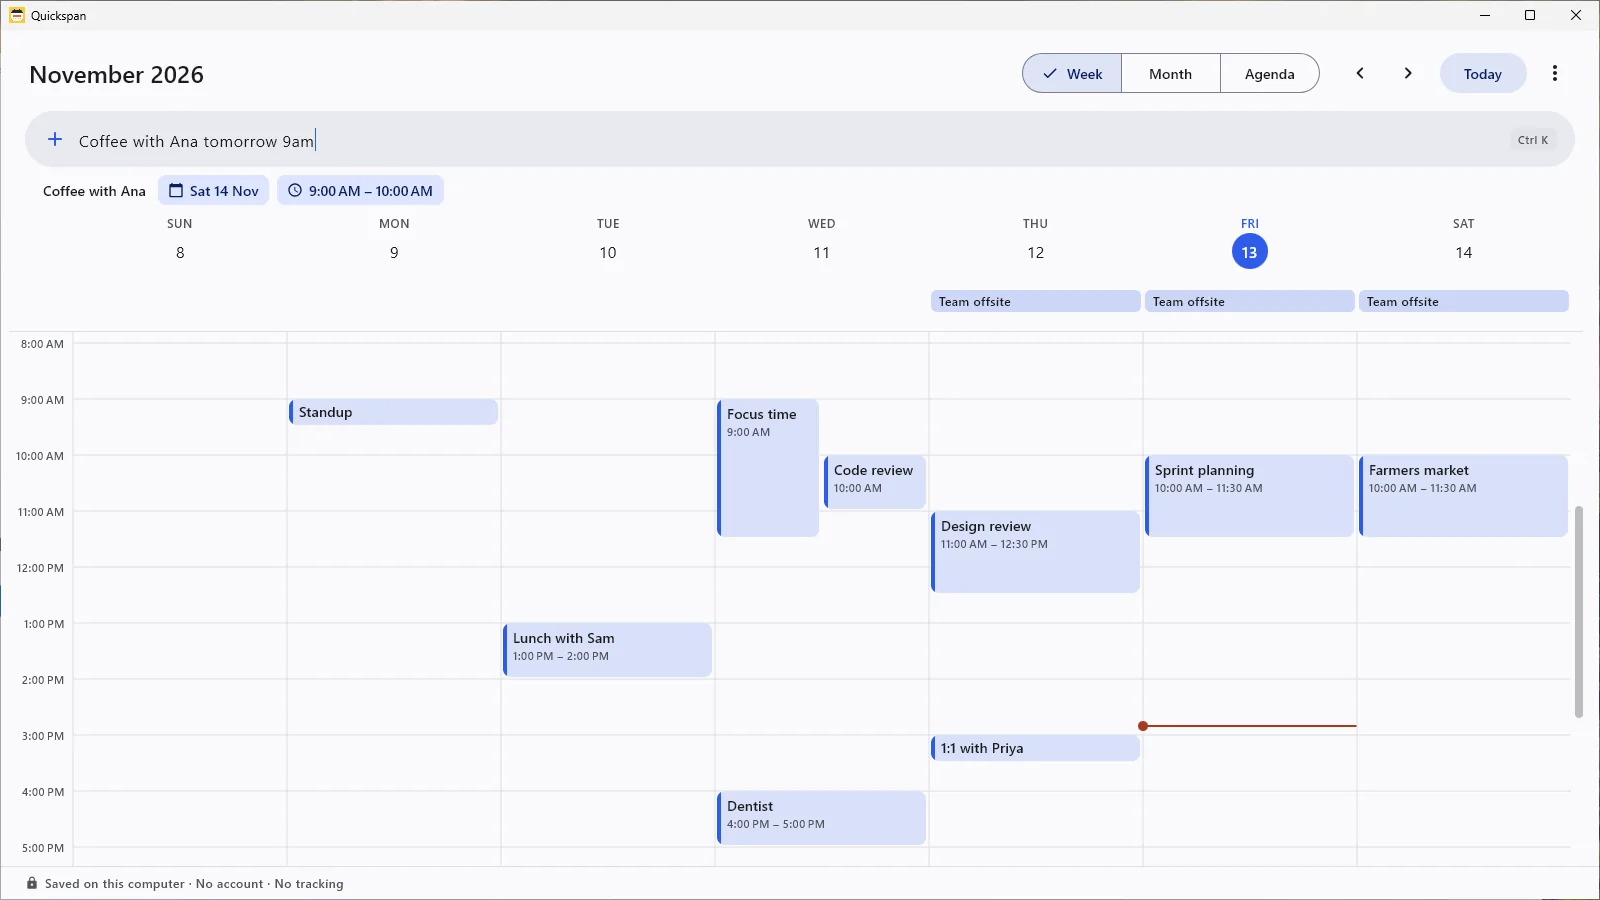 Quickspan
November 2026
Week
Month
Agenda
Today
Coffee with Ana tomorrow 9am
Ctrl K
Coffee with Ana
Sat 14 Nov
9:00 AM – 10:00 AM
SUN
MON
TUE
WED
THU
FRI
SAT
8
9
10
11
12
13
14
Team offsite
Team offsite
Team offsite
8:00 AM
9:00 AM
Standup
Focus time
9:00 AM
10:00 AM
Code review
10:00 AM
Sprint planning
10:00 AM – 11:30 AM
Farmers market
10:00 AM – 11:30 AM
11:00 AM
Design review
11:00 AM – 12:30 PM
12:00 PM
1:00 PM
Lunch with Sam
1:00 PM – 2:00 PM
2:00 PM
3:00 PM
1:1 with Priya
4:00 PM
Dentist
4:00 PM – 5:00 PM
5:00 PM
Saved on this computer · No account · No tracking